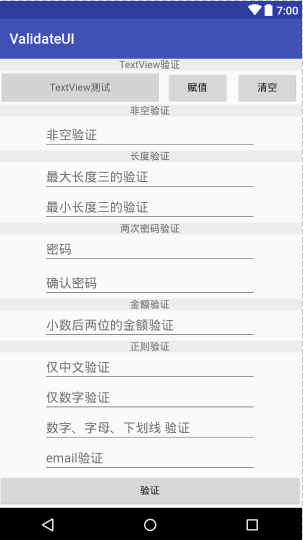 7:00
ValidateUI
TextView验证
TextView测试 赋值 清空
非空验证
非空验证
长度验证
最大长度三的验证
最小长度三的验证
两次密码验证
密码
确认密码
金额验证
小数后两位的金额验证
正则验证
仅中文验证
仅数字验证
数字、字母、下划线 验证
email验证
验证